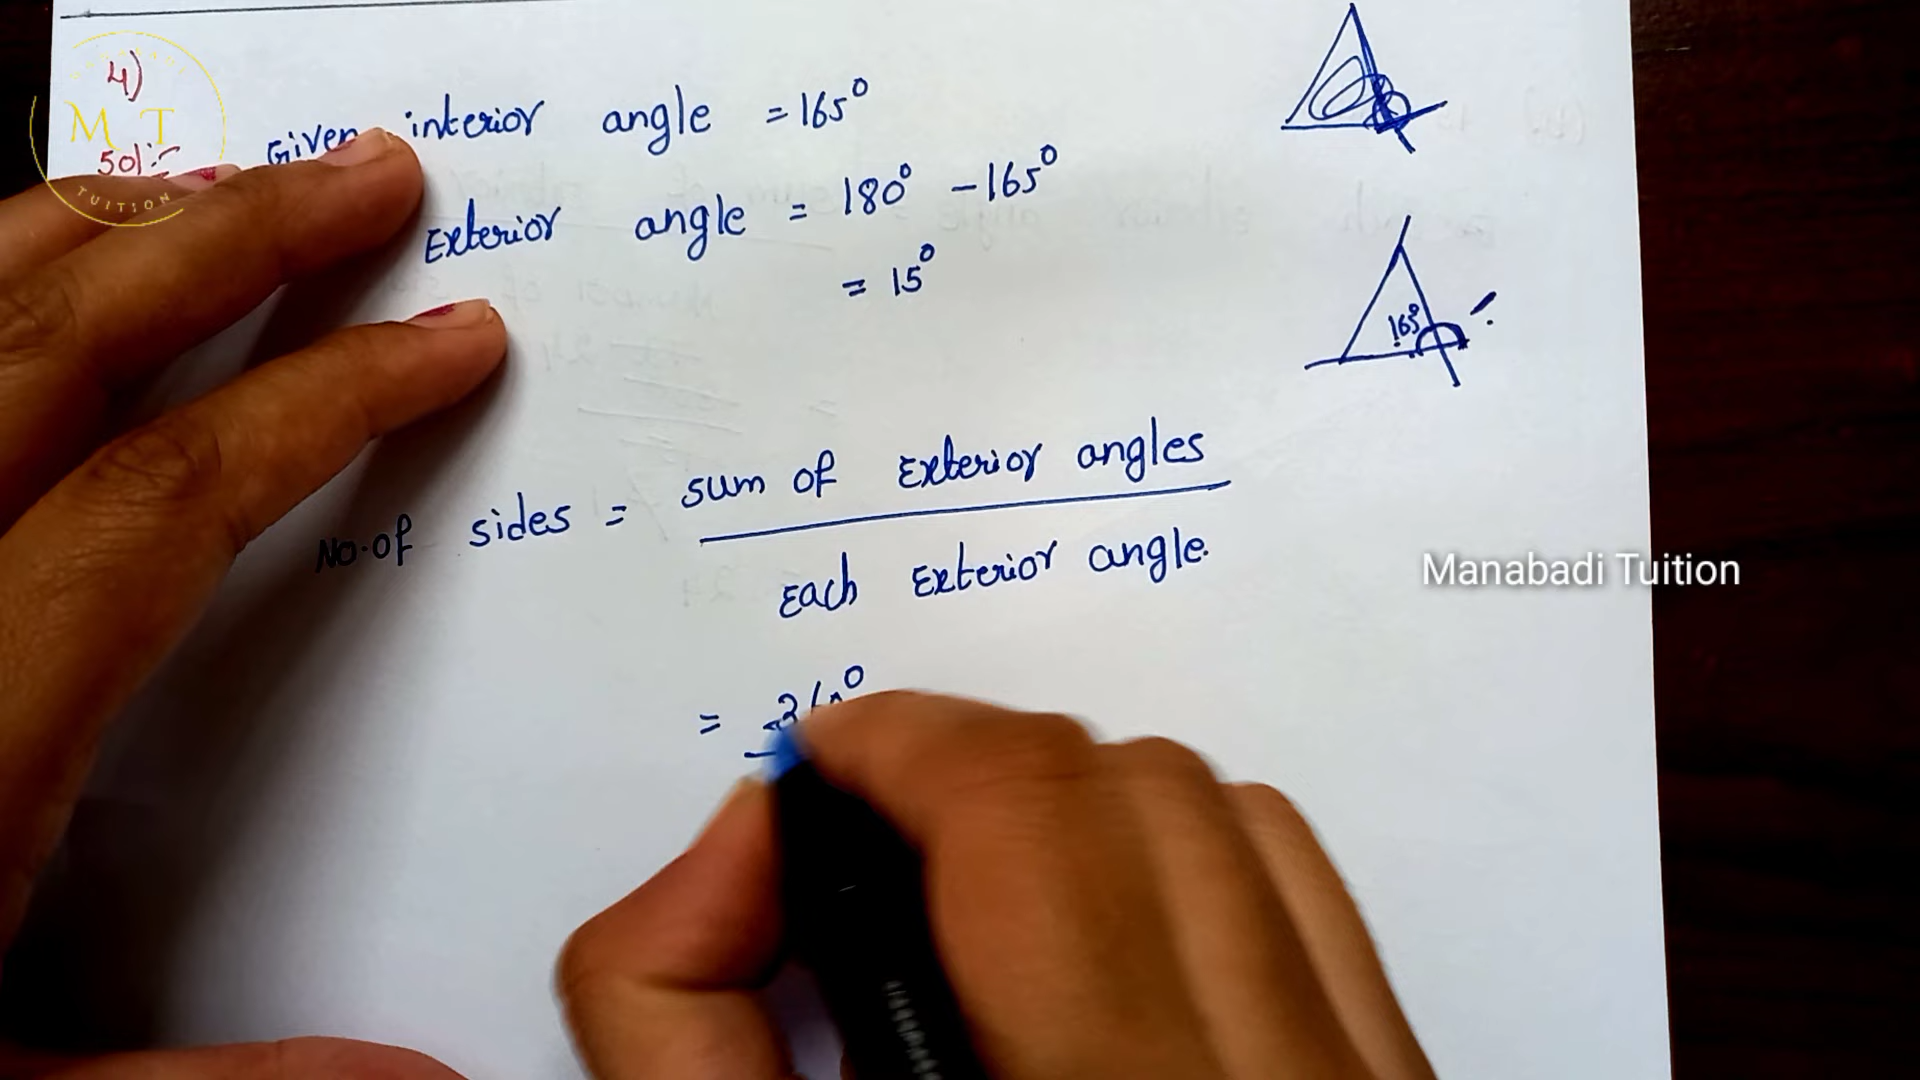 4)
M T
TUITION
Sol:-
Given interior angle = 165°
Exterior angle = 180° - 165°
= 15°
165°
No. of sides = sum of Exterior angles
Each Exterior angle.
Manabadi Tuition
= 360°